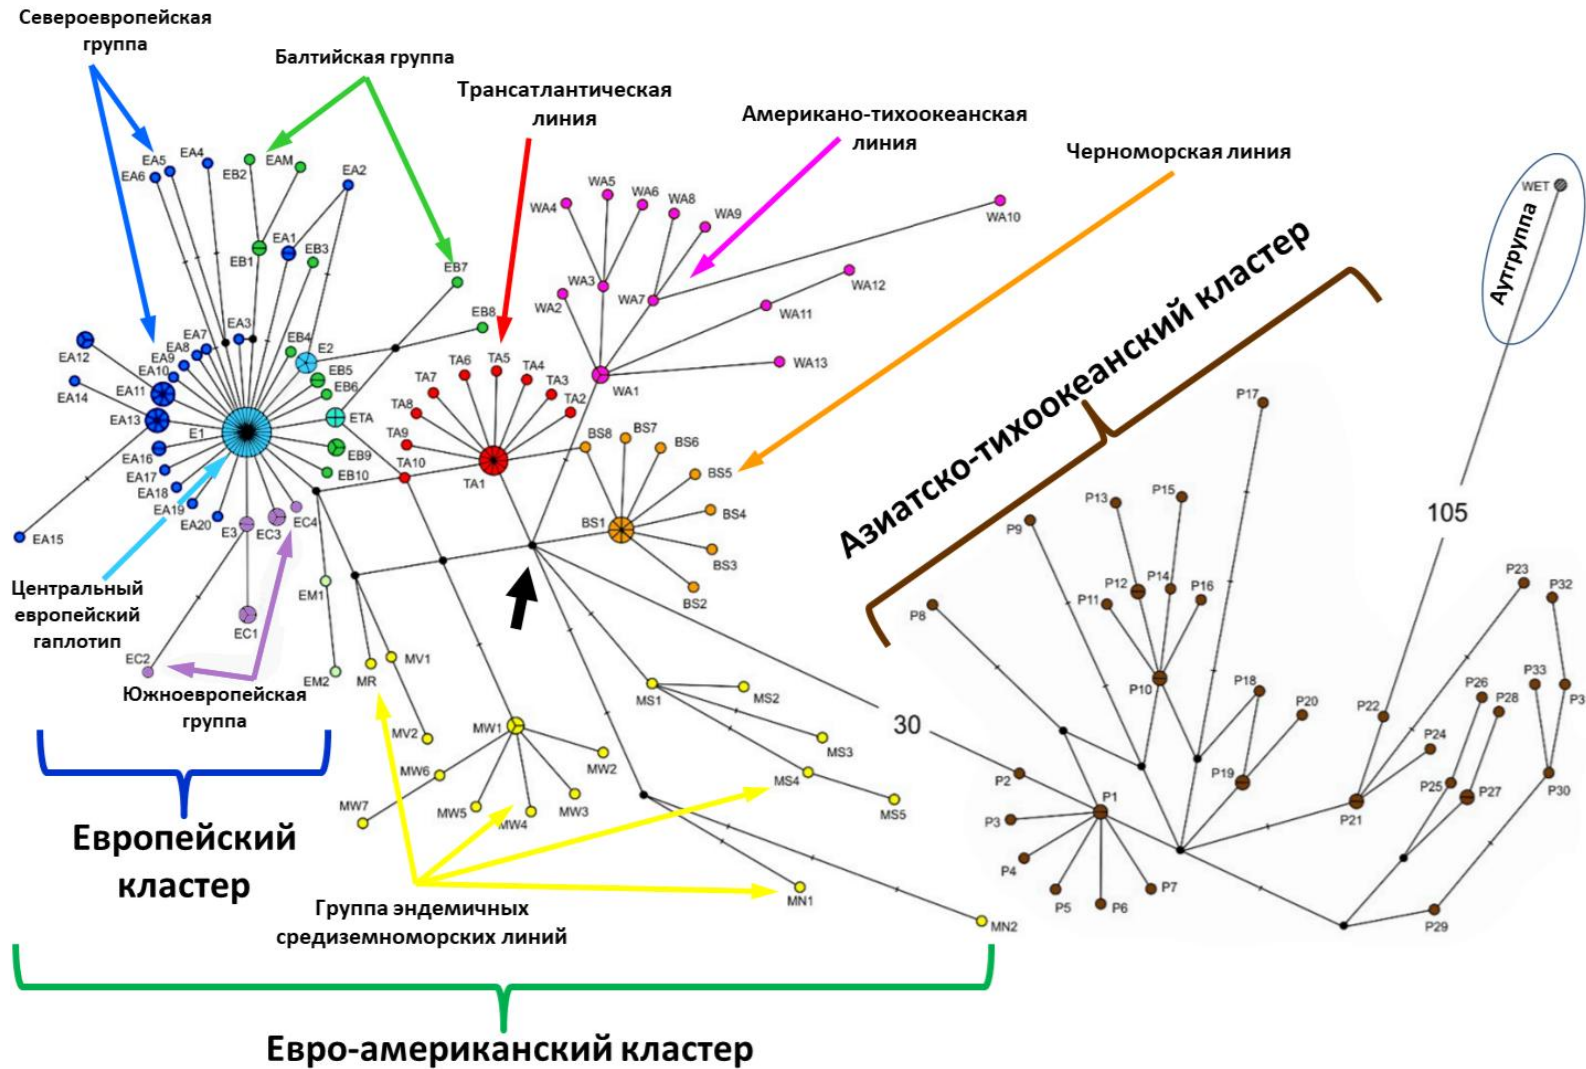 Североевропейская
группа
Балтийская группа
Трансатлантическая
линия
Американо-тихоокеанская
линия
Черноморская линия
Аутгруппа
WET
Азиатско-тихоокеанский кластер
EA5
EA4
EA6
EB2
EAM
EA2
EB1
EA1
EB3
EB7
EB8
EA3
EA7
EA8
EA9
EA10
EA11
EA12
EA14
EA13
E1
EA16
EA17
EA18
EA19
EA20
EA15
EB4
E2
EB5
EB6
ETA
EB9
EB10
E3
EC3
EC4
EC1
EC2
EM1
EM2
TA1
TA2
TA3
TA4
TA5
TA6
TA7
TA8
TA9
TA10
WA1
WA2
WA3
WA4
WA5
WA6
WA7
WA8
WA9
WA10
WA11
WA12
WA13
BS1
BS2
BS3
BS4
BS5
BS6
BS7
BS8
MR
MV1
MV2
MW1
MW2
MW3
MW4
MW5
MW6
MW7
MS1
MS2
MS3
MS4
MS5
MN1
MN2
30
105
P1
P2
P3
P4
P5
P6
P7
P8
P9
P10
P11
P12
P13
P14
P15
P16
P17
P18
P19
P20
P21
P22
P23
P24
P25
P26
P27
P28
P29
P30
P3
P32
P33
Центральный
европейский
гаплотип
Южноевропейская
группа
Европейский
кластер
Группа эндемичных
средиземноморских линий
Евро-американский кластер